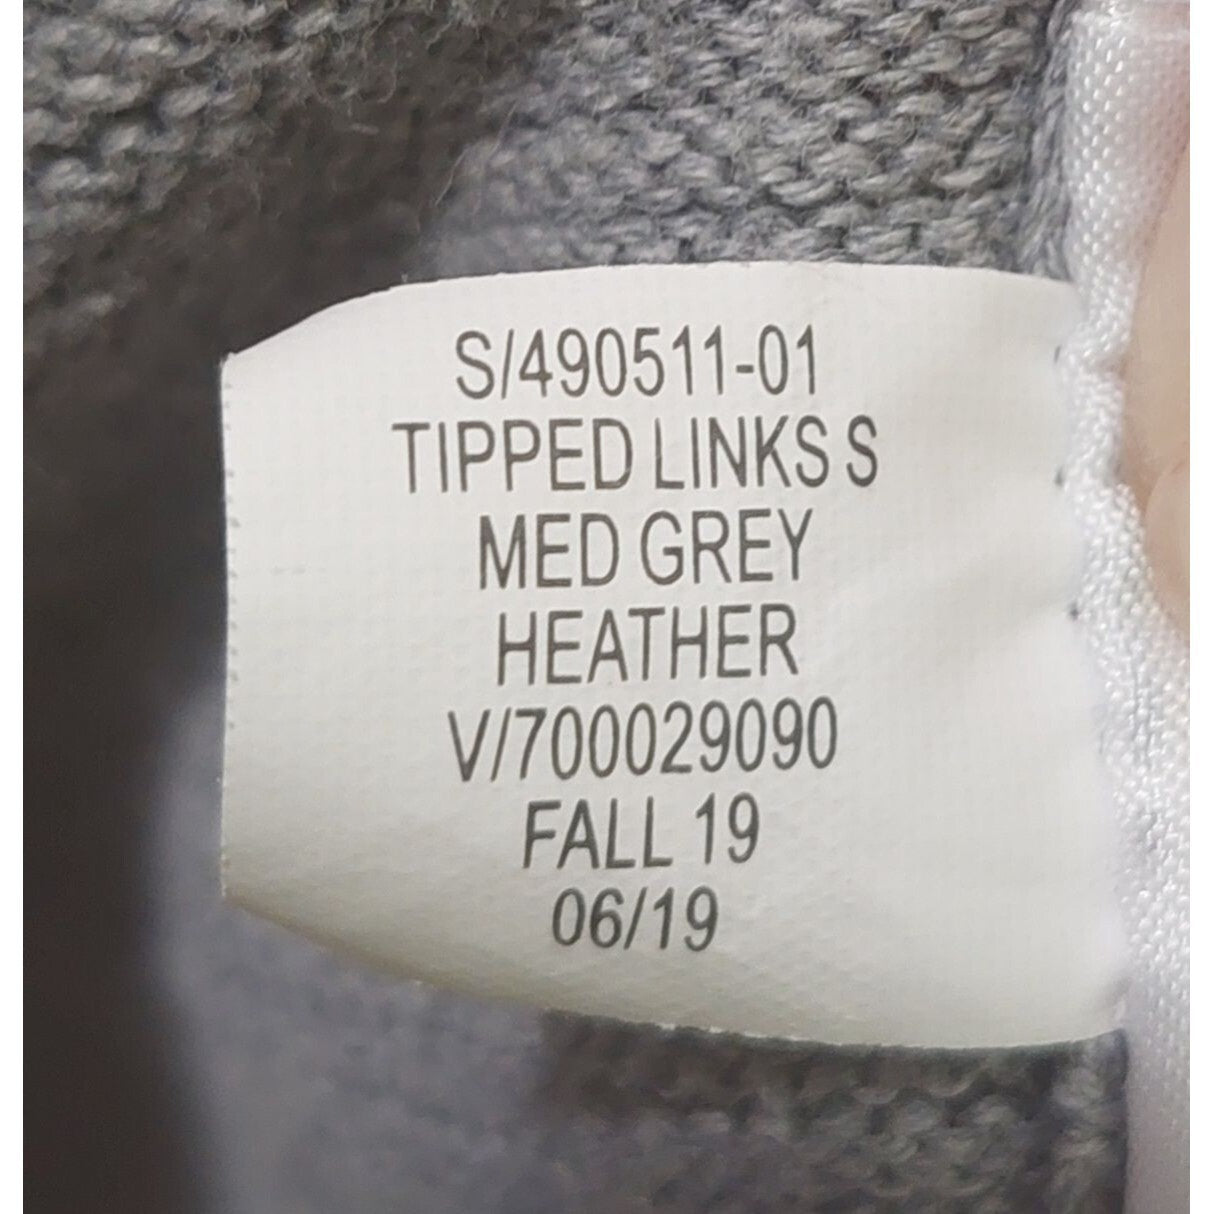 S/490511-01
TIPPED LINKS S
MED GREY
HEATHER
V/700029090
FALL 19
06/19